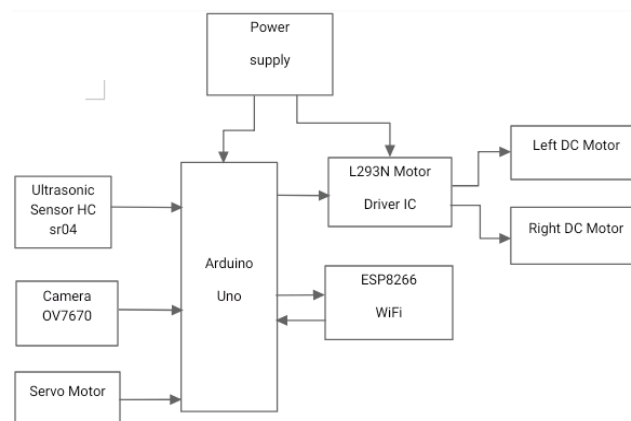 Power
supply
L293N Motor
Driver IC
Left DC Motor
Right DC Motor
Ultrasonic
Sensor HC
sr04
Arduino
Uno
ESP8266
WiFi
Camera
OV7670
Servo Motor